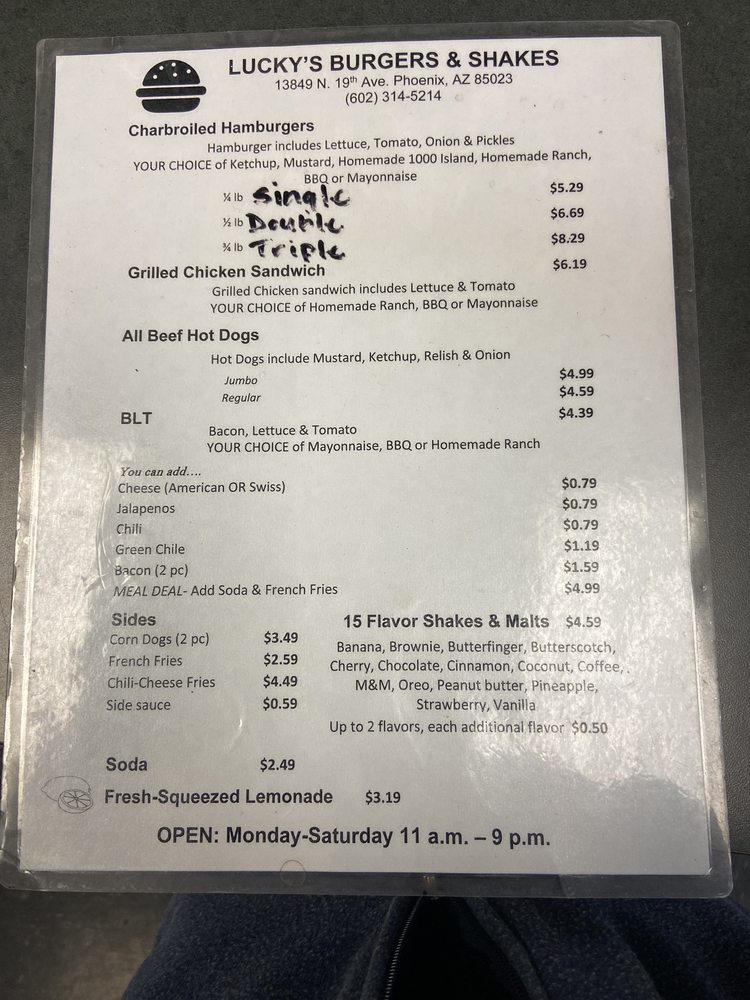 LUCKY'S BURGERS & SHAKES
13849 N. 19th Ave. Phoenix, AZ 85023
(602) 314-5214
Charbroiled Hamburgers
Hamburger includes Lettuce, Tomato, Onion & Pickles
YOUR CHOICE of Ketchup, Mustard, Homemade 1000 Island, Homemade Ranch,
BBQ or Mayonnaise
¼ lb Single $5.29
½ lb Double $6.69
¾ lb Triple $8.29
Grilled Chicken Sandwich $6.19
Grilled Chicken sandwich includes Lettuce & Tomato
YOUR CHOICE of Homemade Ranch, BBQ or Mayonnaise
All Beef Hot Dogs
Hot Dogs include Mustard, Ketchup, Relish & Onion
Jumbo $4.99
Regular $4.59
BLT $4.39
Bacon, Lettuce & Tomato
YOUR CHOICE of Mayonnaise, BBQ or Homemade Ranch
You can add....
Cheese (American OR Swiss) $0.79
Jalapenos $0.79
Chili $0.79
Green Chile $1.19
Bacon (2 pc) $1.59
MEAL DEAL- Add Soda & French Fries $4.99
Sides
Corn Dogs (2 pc) $3.49
French Fries $2.59
Chili-Cheese Fries $4.49
Side sauce $0.59
15 Flavor Shakes & Malts $4.59
Banana, Brownie, Butterfinger, Butterscotch,
Cherry, Chocolate, Cinnamon, Coconut, Coffee,
M&M, Oreo, Peanut butter, Pineapple,
Strawberry, Vanilla
Up to 2 flavors, each additional flavor $0.50
Soda $2.49
Fresh-Squeezed Lemonade $3.19
OPEN: Monday-Saturday 11 a.m. – 9 p.m.